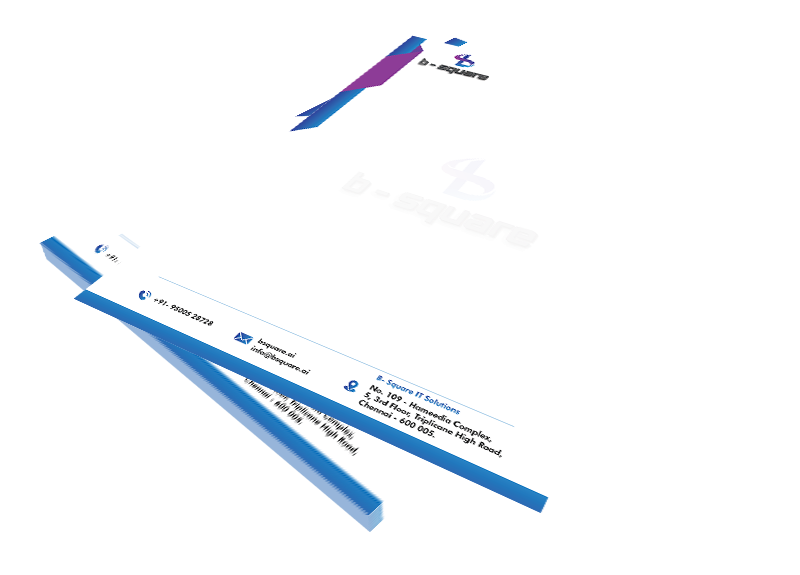 b - square
b - square
+91-
+91- 95005 28728
bsquare.ai
info@bsquare.ai
B- Square IT Solutions
No. 109 - Hameedia Complex,
5, 3rd Floor, Triplicane High Road,
Chennai - 600 005.
Complex,
Triplicane High Road,
Chennai - 600 005.